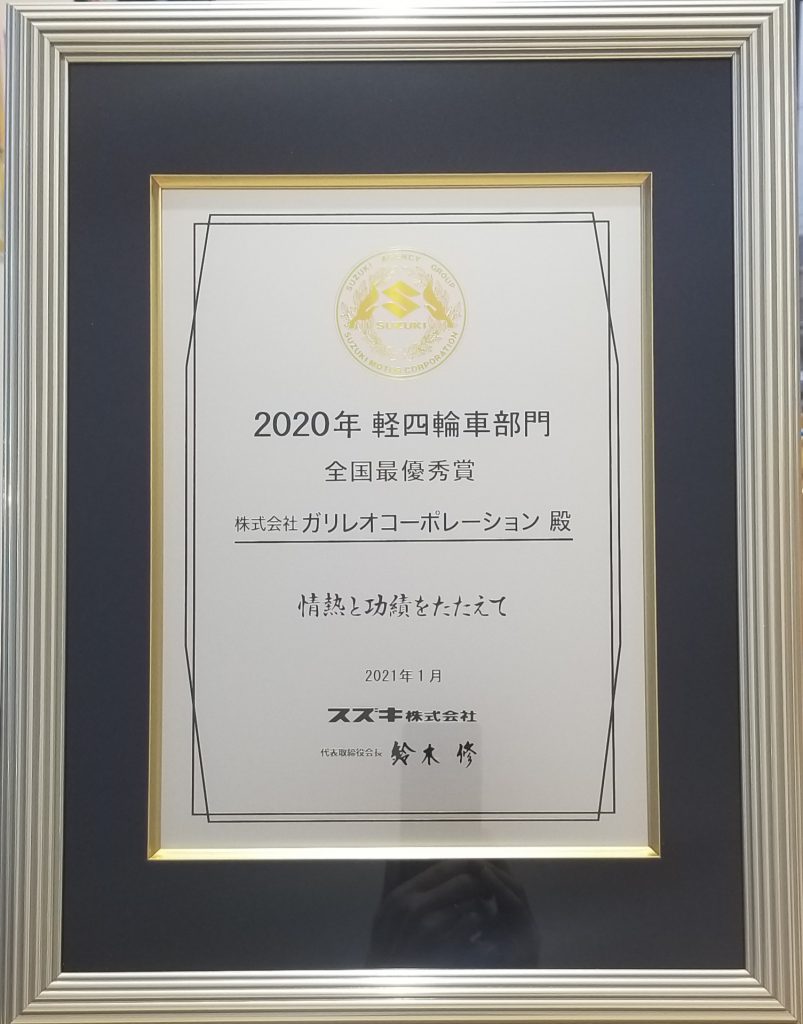 SUZUKI AGENCY GROUP
SUZUKI
SUZUKI MOTOR CORPORATION
2020年 軽四輪車部門
全国最優秀賞
株式会社 ガリレオコーポレーション 殿
情熱と功績をたたえて
2021年1月
スズキ株式会社
代表取締役会長 鈴木 修